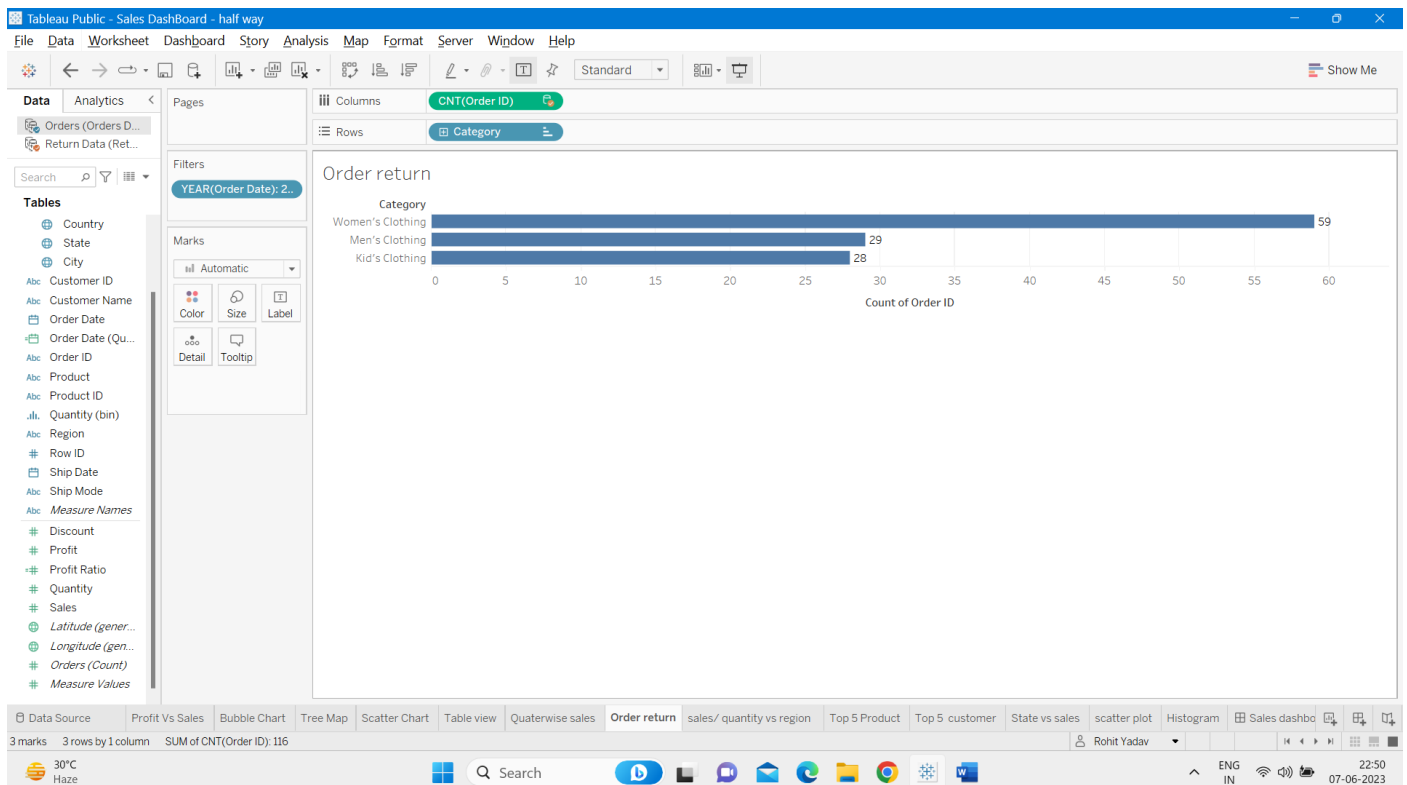 Tableau Public - Sales DashBoard - half way
File Data Worksheet Dashboard Story Analysis Map Format Server Window Help
Standard
Show Me
Data Analytics
Orders (Orders D...
Return Data (Ret...
Search
Tables
Country
State
City
Abc Customer ID
Abc Customer Name
Order Date
Order Date (Qu...
Abc Order ID
Abc Product
Abc Product ID
Quantity (bin)
Abc Region
# Row ID
Ship Date
Abc Ship Mode
Abc Measure Names
# Discount
# Profit
=# Profit Ratio
# Quantity
# Sales
Latitude (gener...
Longitude (gen...
# Orders (Count)
# Measure Values
Pages
Filters
YEAR(Order Date): 2..
Marks
Automatic
Color Size Label
Detail Tooltip
Columns CNT(Order ID)
Rows Category
Order return
Category
Women's Clothing 59
Men's Clothing 29
Kid's Clothing 28
0 5 10 15 20 25 30 35 40 45 50 55 60
Count of Order ID
Data Source Profit Vs Sales Bubble Chart Tree Map Scatter Chart Table view Quaterwise sales Order return sales/ quantity vs region Top 5 Product Top 5 customer State vs sales scatter plot Histogram Sales dashbo
3 marks 3 rows by 1 column SUM of CNT(Order ID): 116 Rohit Yadav
30°C
Haze
Search
ENG
IN
22:50
07-06-2023